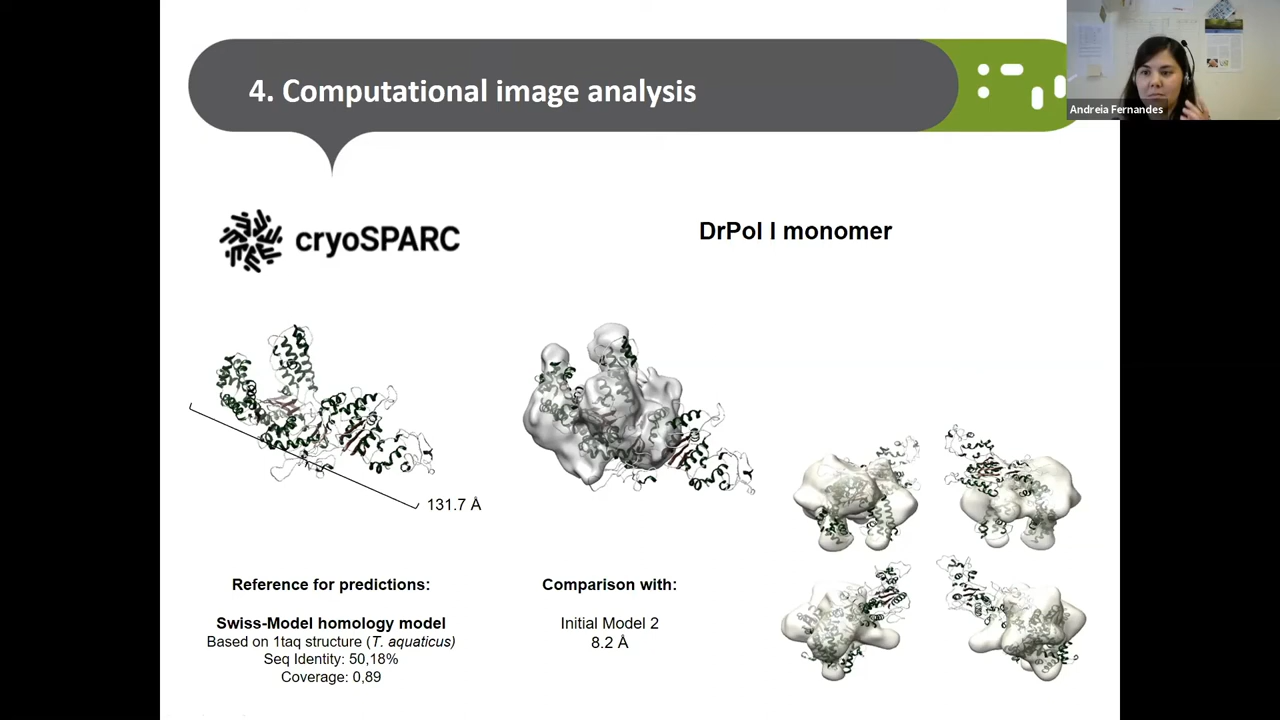 4. Computational image analysis
Andreia Fernandes
cryoSPARC
DrPol I monomer
131.7 Å
Reference for predictions:
Swiss-Model homology model
Based on 1taq structure (T. aquaticus)
Seq Identity: 50,18%
Coverage: 0,89
Comparison with:
Initial Model 2
8.2 Å